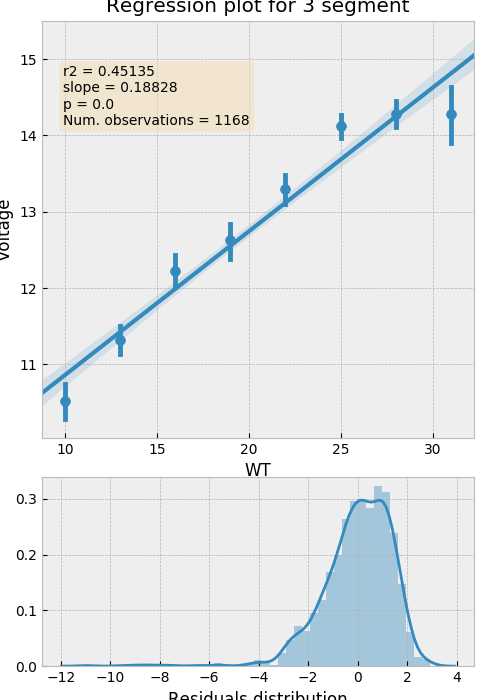 Regression plot for 3 segment
15
14
13
12
11
r2 = 0.45135
slope = 0.18828
p = 0.0
Num. observations = 1168
Voltage
10 15 20 25 30
WT
0.3
0.2
0.1
0.0
−12 −10 −8 −6 −4 −2 0 2 4
Residuals distribution